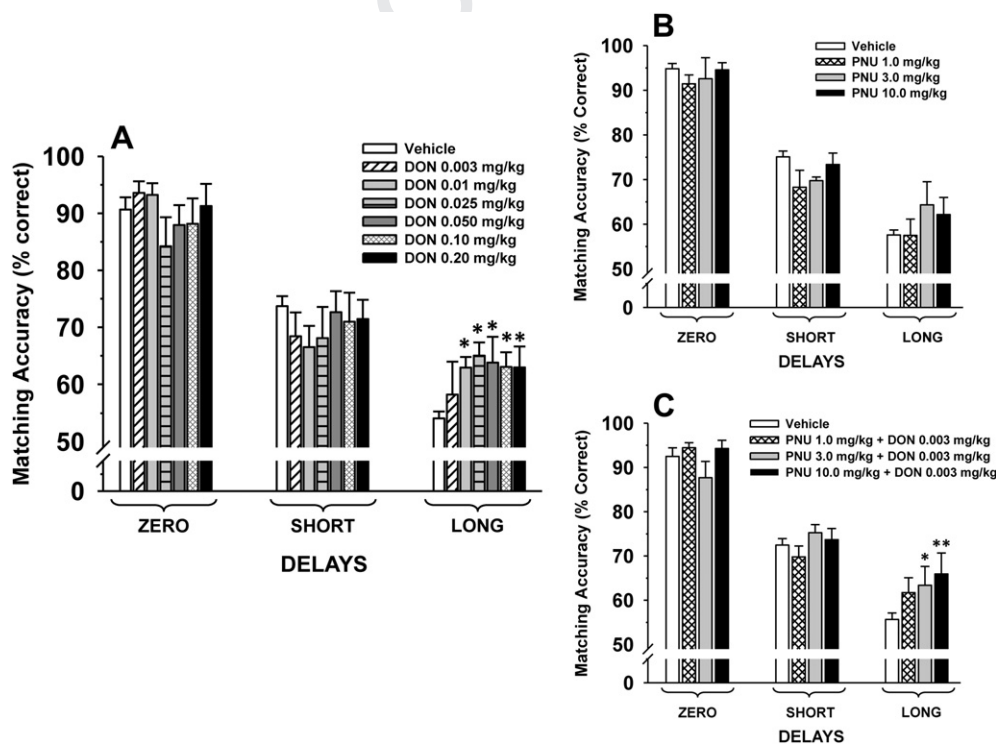 A
Matching Accuracy (% correct)
100
90
80
70
60
50
0
Vehicle
DON 0.003 mg/kg
DON 0.01 mg/kg
DON 0.025 mg/kg
DON 0.050 mg/kg
DON 0.10 mg/kg
DON 0.20 mg/kg
* * * * *
ZERO SHORT LONG
DELAYS
B
Matching Accuracy (% Correct)
100
90
80
70
60
50
0
Vehicle
PNU 1.0 mg/kg
PNU 3.0 mg/kg
PNU 10.0 mg/kg
ZERO SHORT LONG
DELAYS
C
Matching Accuracy (% Correct)
100
90
80
70
60
50
0
Vehicle
PNU 1.0 mg/kg + DON 0.003 mg/kg
PNU 3.0 mg/kg + DON 0.003 mg/kg
PNU 10.0 mg/kg + DON 0.003 mg/kg
* **
ZERO SHORT LONG
DELAYS